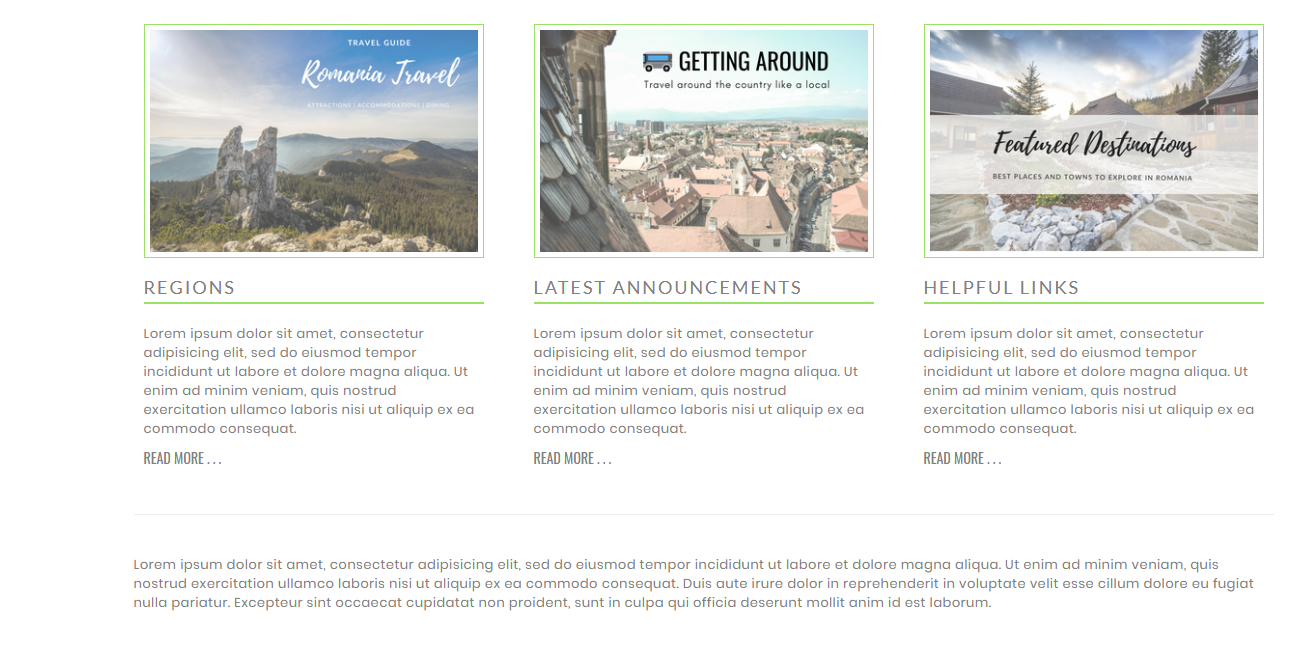 TRAVEL GUIDE
Romania Travel
ATTRACTIONS | ACCOMMODATIONS | DINING
GETTING AROUND
Travel around the country like a local
Featured Destinations
BEST PLACES AND TOWNS TO EXPLORE IN ROMANIA
REGIONS
Lorem ipsum dolor sit amet, consectetur
adipisicing elit, sed do eiusmod tempor
incididunt ut labore et dolore magna aliqua. Ut
enim ad minim veniam, quis nostrud
exercitation ullamco laboris nisi ut aliquip ex ea
commodo consequat.
READ MORE . . .
LATEST ANNOUNCEMENTS
Lorem ipsum dolor sit amet, consectetur
adipisicing elit, sed do eiusmod tempor
incididunt ut labore et dolore magna aliqua. Ut
enim ad minim veniam, quis nostrud
exercitation ullamco laboris nisi ut aliquip ex ea
commodo consequat.
READ MORE . . .
HELPFUL LINKS
Lorem ipsum dolor sit amet, consectetur
adipisicing elit, sed do eiusmod tempor
incididunt ut labore et dolore magna aliqua. Ut
enim ad minim veniam, quis nostrud
exercitation ullamco laboris nisi ut aliquip ex ea
commodo consequat.
READ MORE . . .
Lorem ipsum dolor sit amet, consectetur adipisicing elit, sed do eiusmod tempor incididunt ut labore et dolore magna aliqua. Ut enim ad minim veniam, quis
nostrud exercitation ullamco laboris nisi ut aliquip ex ea commodo consequat. Duis aute irure dolor in reprehenderit in voluptate velit esse cillum dolore eu fugiat
nulla pariatur. Excepteur sint occaecat cupidatat non proident, sunt in culpa qui officia deserunt mollit anim id est laborum.